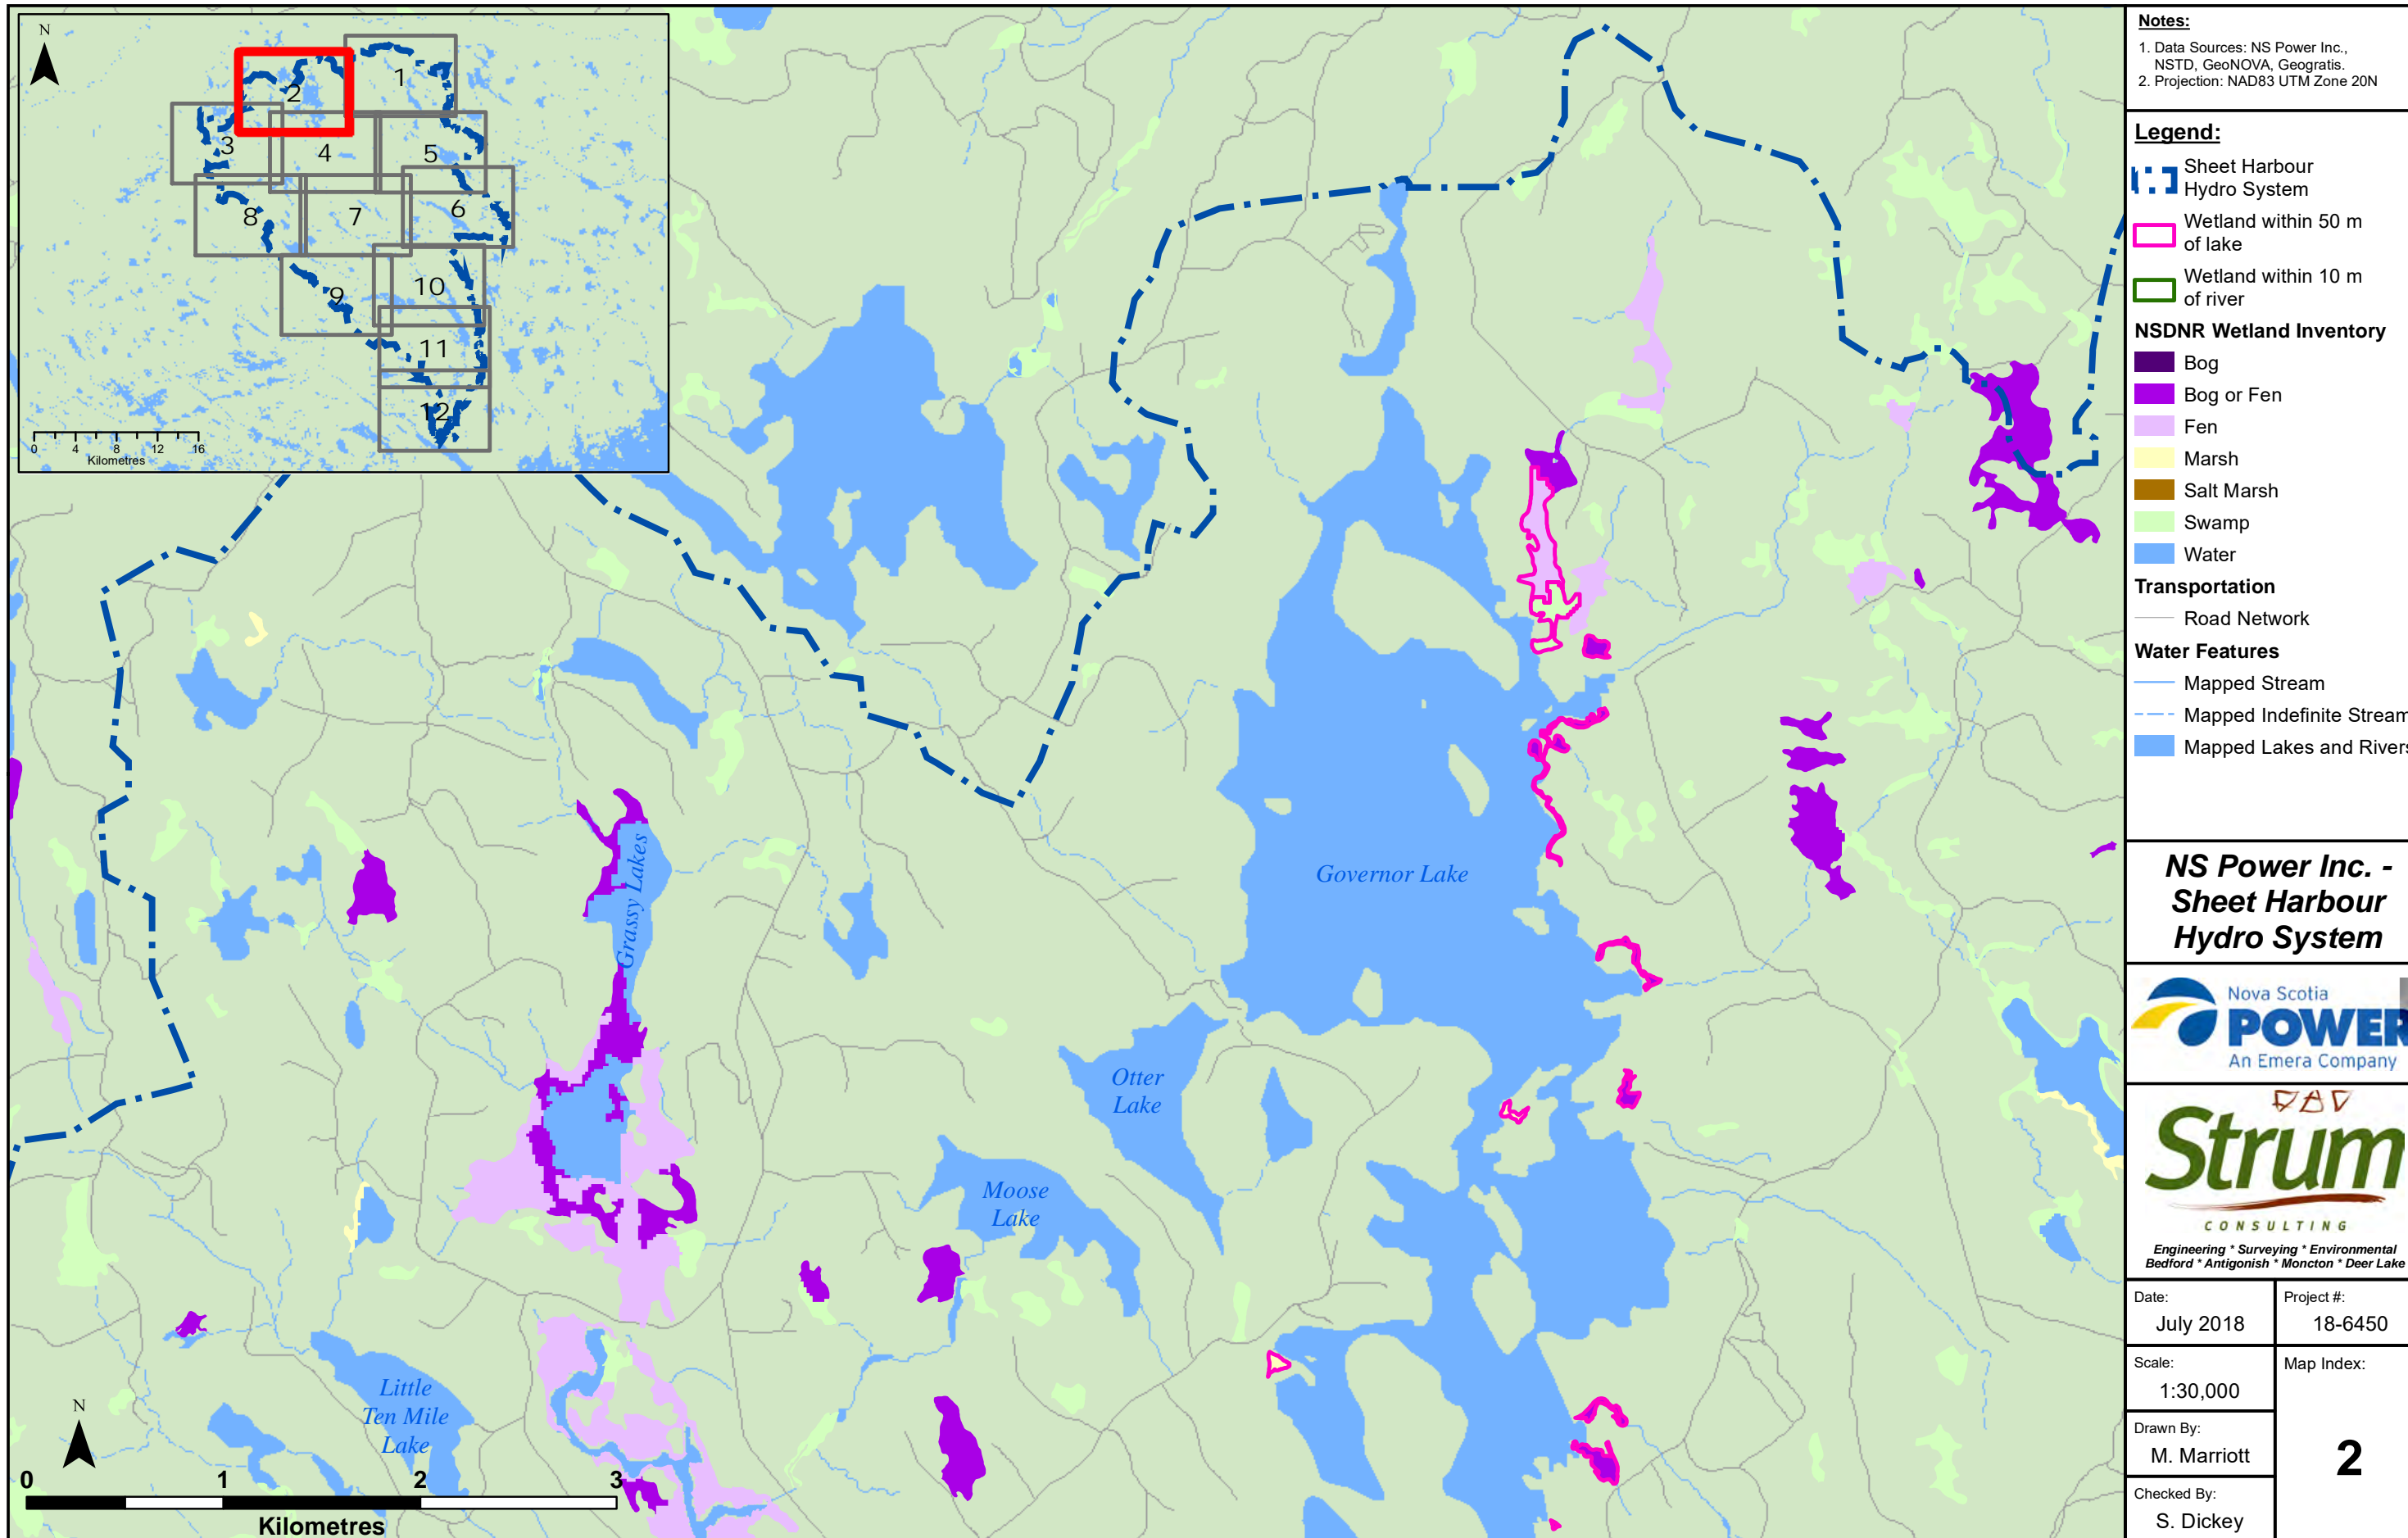 N
1
2
3
4
5
6
7
8
9
10
11
12
0 4 8 12 16
Kilometres
Grassy Lakes
Governor Lake
Otter
Lake
Moose
Lake
Little
Ten Mile
Lake
N
0 1 2 3
Kilometres
Notes:
1. Data Sources: NS Power Inc.,
NSTD, GeoNOVA, Geogratis.
2. Projection: NAD83 UTM Zone 20N
Legend:
Sheet Harbour
Hydro System
Wetland within 50 m
of lake
Wetland within 10 m
of river
NSDNR Wetland Inventory
Bog
Bog or Fen
Fen
Marsh
Salt Marsh
Swamp
Water
Transportation
Road Network
Water Features
Mapped Stream
Mapped Indefinite Stream
Mapped Lakes and Rivers
NS Power Inc. -
Sheet Harbour
Hydro System
Nova Scotia
POWER
An Emera Company
Strum
CONSULTING
Engineering * Surveying * Environmental
Bedford * Antigonish * Moncton * Deer Lake
Date:
July 2018
Project #:
18-6450
Scale:
1:30,000
Map Index:
2
Drawn By:
M. Marriott
Checked By:
S. Dickey